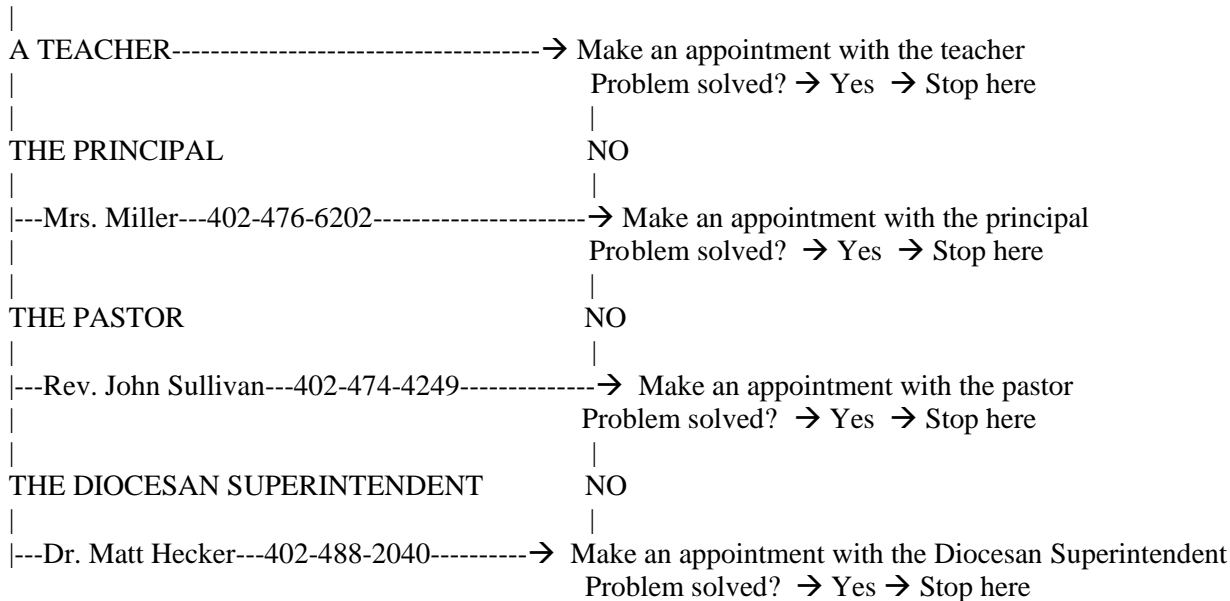 |
A TEACHER--------------------------------------→ Make an appointment with the teacher
| Problem solved? → Yes → Stop here
| |
THE PRINCIPAL NO
| |
|---Mrs. Miller---402-476-6202----------------------→ Make an appointment with the principal
| Problem solved? → Yes → Stop here
| |
THE PASTOR NO
| |
|---Rev. John Sullivan---402-474-4249--------------→ Make an appointment with the pastor
| Problem solved? → Yes → Stop here
| |
THE DIOCESAN SUPERINTENDENT NO
| |
|---Dr. Matt Hecker---402-488-2040----------→ Make an appointment with the Diocesan Superintendent
Problem solved? → Yes → Stop here